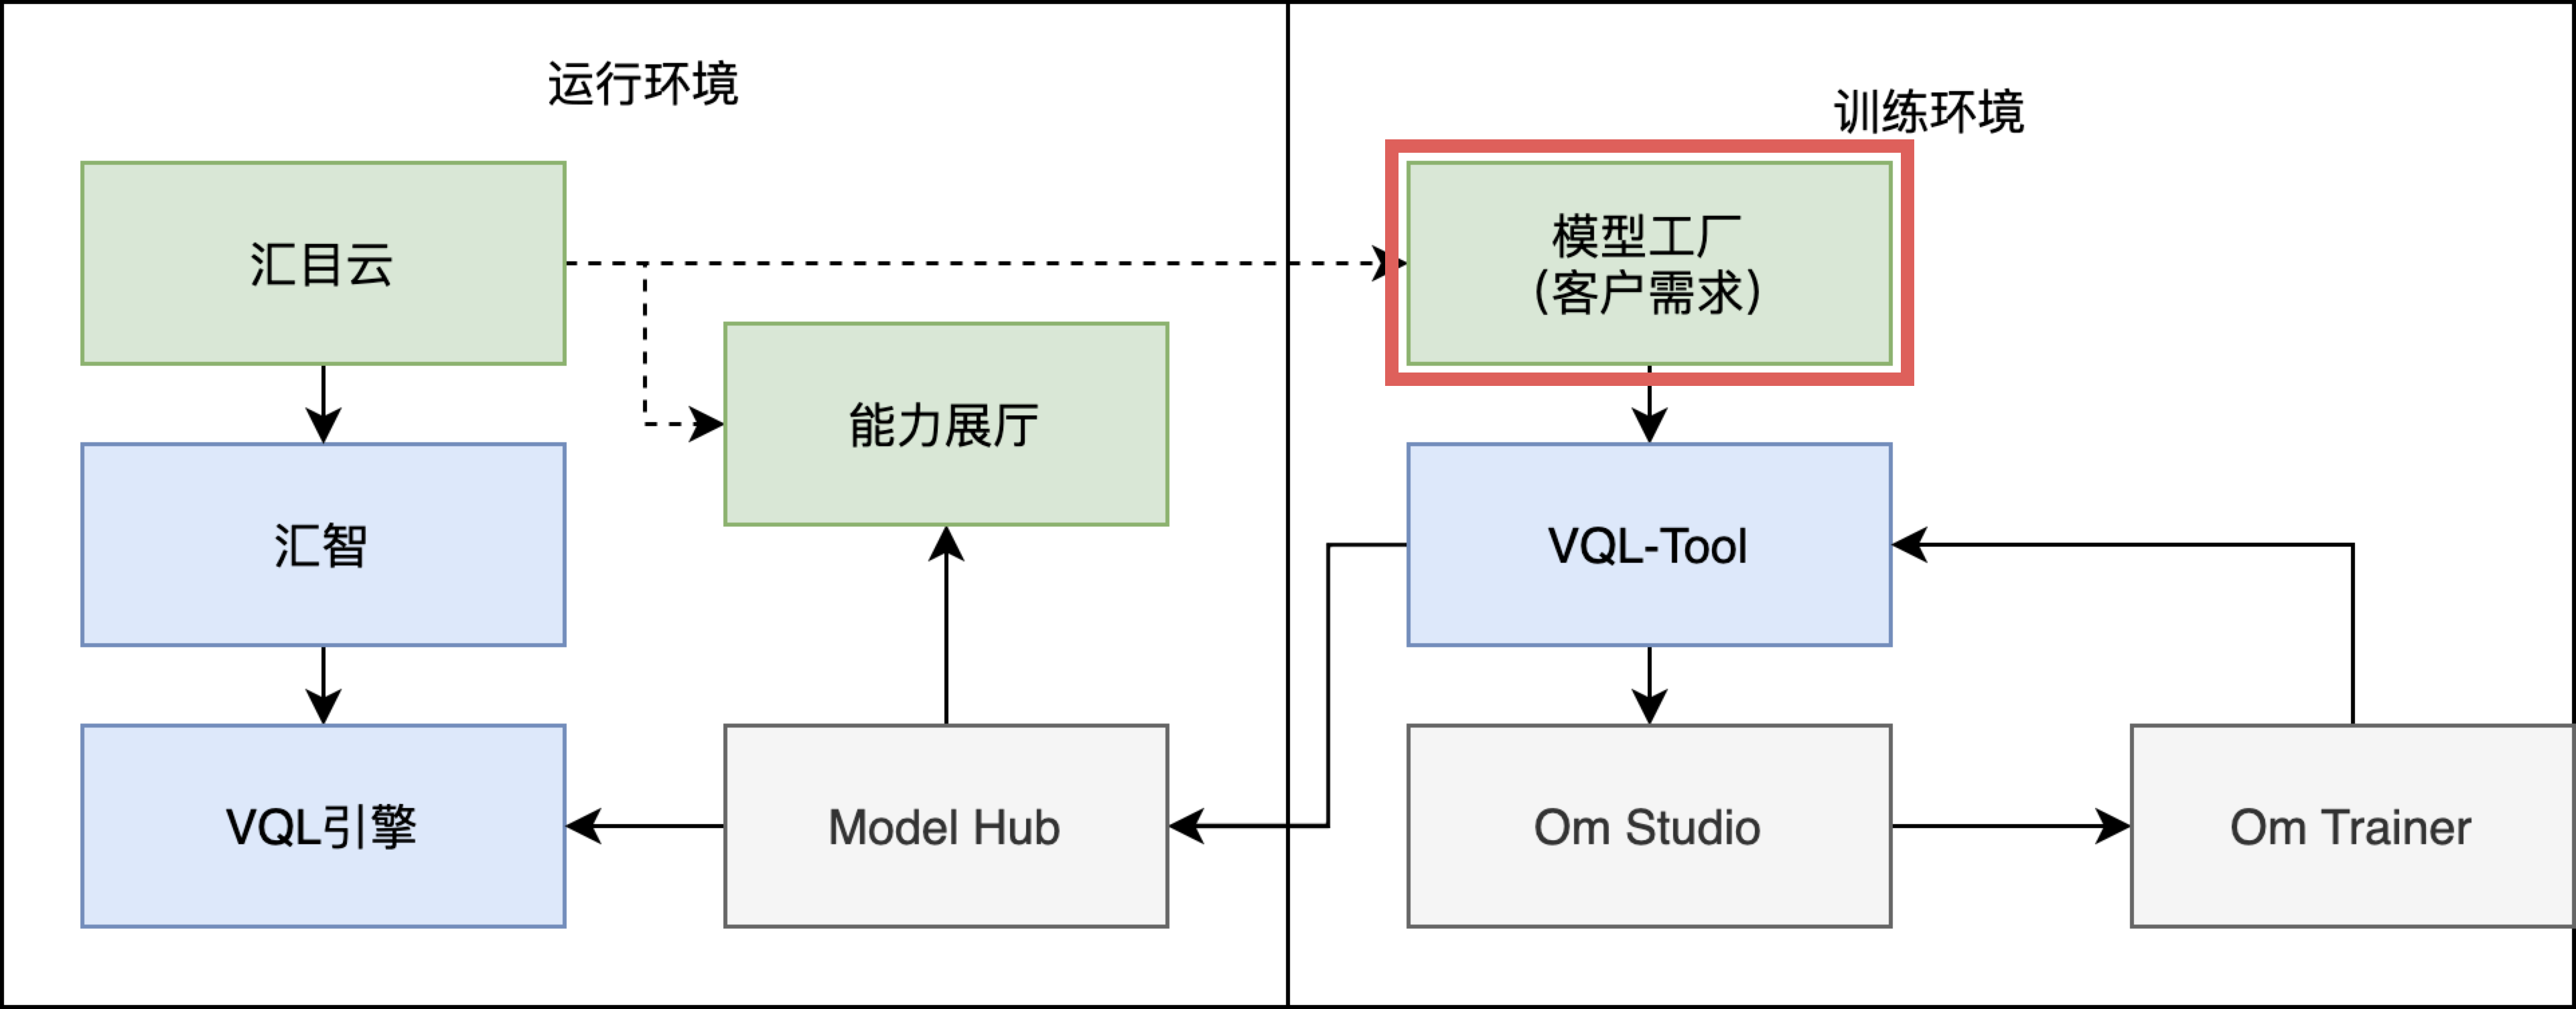 运行环境
训练环境
汇目云
模型工厂
(客户需求)
能力展厅
汇智
VQL-Tool
VQL引擎
Model Hub
Om Studio
Om Trainer